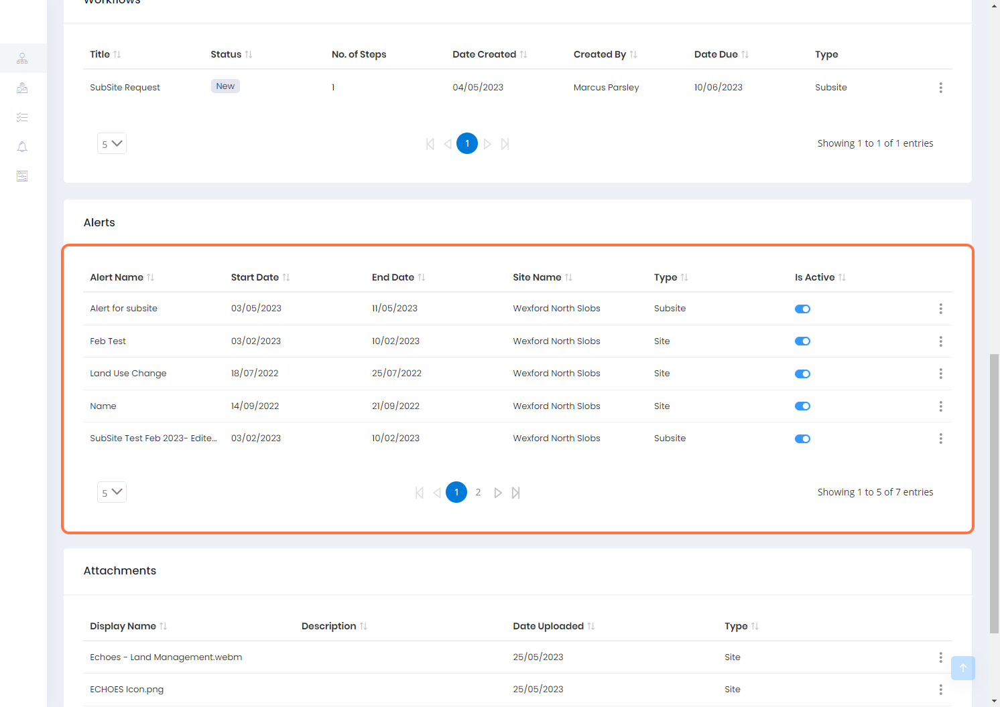 Workflows
Title Status No. of Steps Date Created Created By Date Due Type
SubSite Request New 1 04/05/2023 Marcus Parsley 10/06/2023 Subsite
5 1 Showing 1 to 1 of 1 entries
Alerts
Alert Name Start Date End Date Site Name Type Is Active
Alert for subsite 03/05/2023 11/05/2023 Wexford North Slobs Subsite
Feb Test 03/02/2023 10/02/2023 Wexford North Slobs Site
Land Use Change 18/07/2022 25/07/2022 Wexford North Slobs Site
Name 14/09/2022 21/09/2022 Wexford North Slobs Site
SubSite Test Feb 2023- Edite... 03/02/2023 10/02/2023 Wexford North Slobs Subsite
5 1 2 Showing 1 to 5 of 7 entries
Attachments
Display Name Description Date Uploaded Type
Echoes - Land Management.webm 25/05/2023 Site
ECHOES Icon.png 25/05/2023 Site